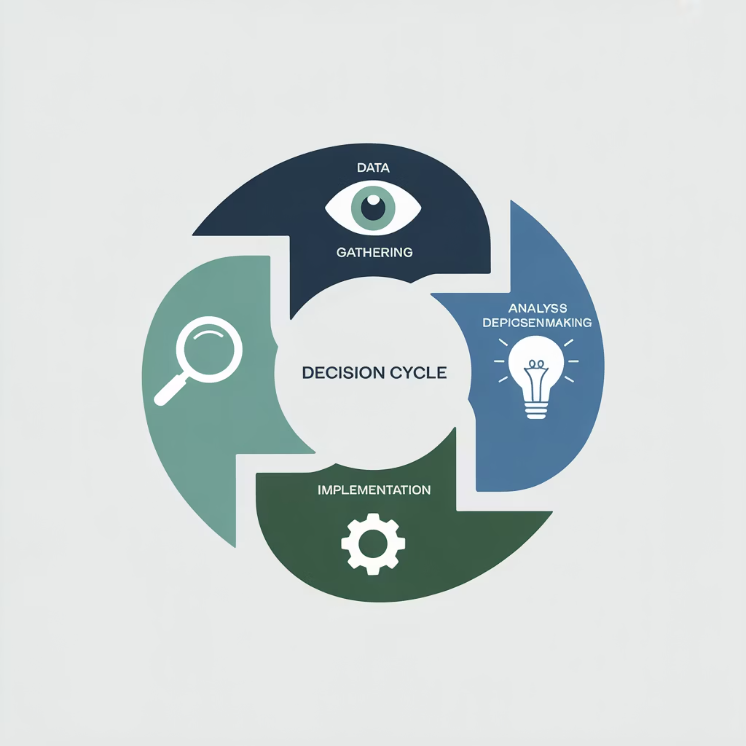 DATA
GATHERING
ANALYSS
DEPICSENMAKING
DECISION CYCLE
IMPLEMENTATION